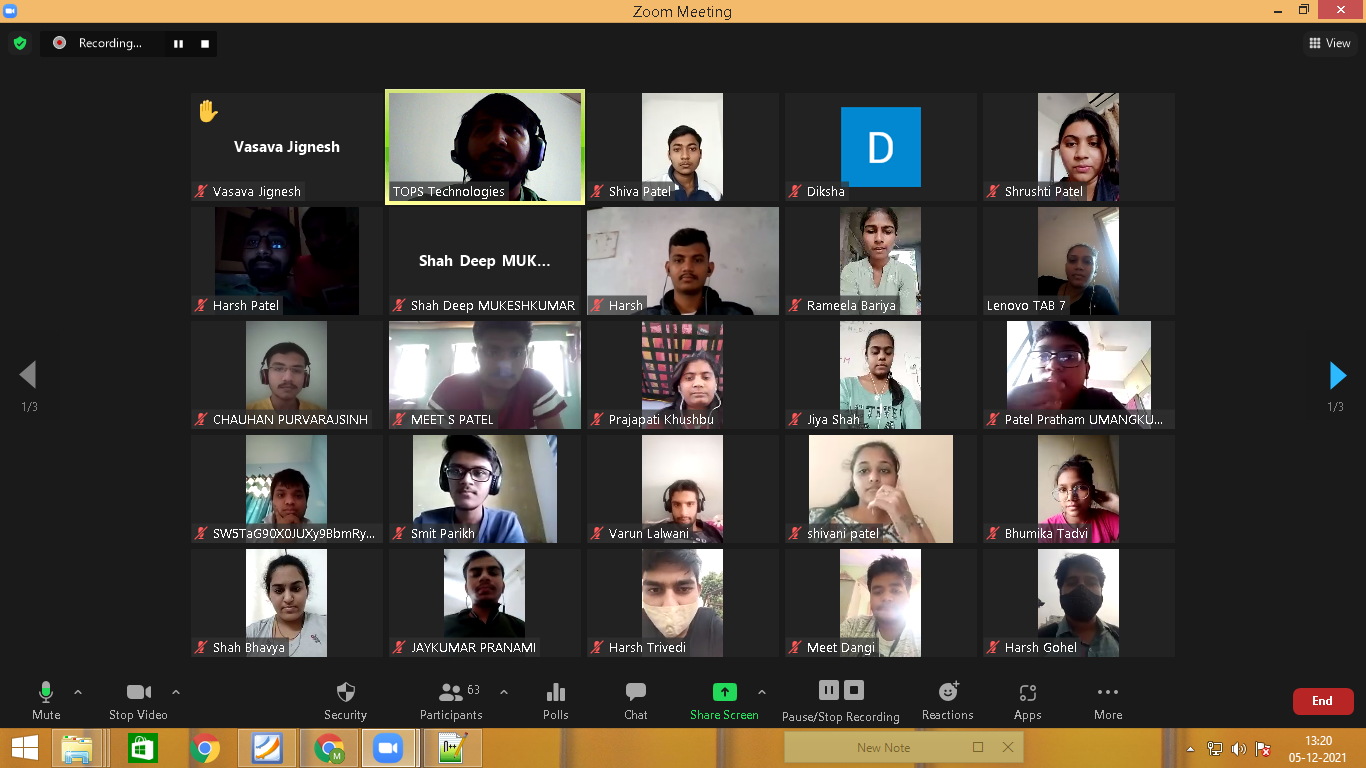 Zoom Meeting
Recording...
View
Vasava Jignesh
Vasava Jignesh
TOPS Technologies
Shiva Patel
D
Diksha
Shrushti Patel
Harsh Patel
Shah Deep MUK...
Shah Deep MUKESHKUMAR
Harsh
Rameela Bariya
Lenovo TAB 7
CHAUHAN PURVARAJSINH
MEET S PATEL
Prajapati Khushbu
Jiya Shah
Patel Pratham UMANGKU...
1/3
1/3
SW5TaG90X0JUXy9BbmRy...
Smit Parikh
Varun Lalwani
shivani patel
Bhumika Tadvi
Shah Bhavya
JAYKUMAR PRANAMI
Harsh Trivedi
Meet Dangi
Harsh Gohel
63
Mute
Stop Video
Security
Participants
Polls
Chat
Share Screen
Pause/Stop Recording
Reactions
Apps
More
End
M
n++
New Note
13:20
05-12-2021